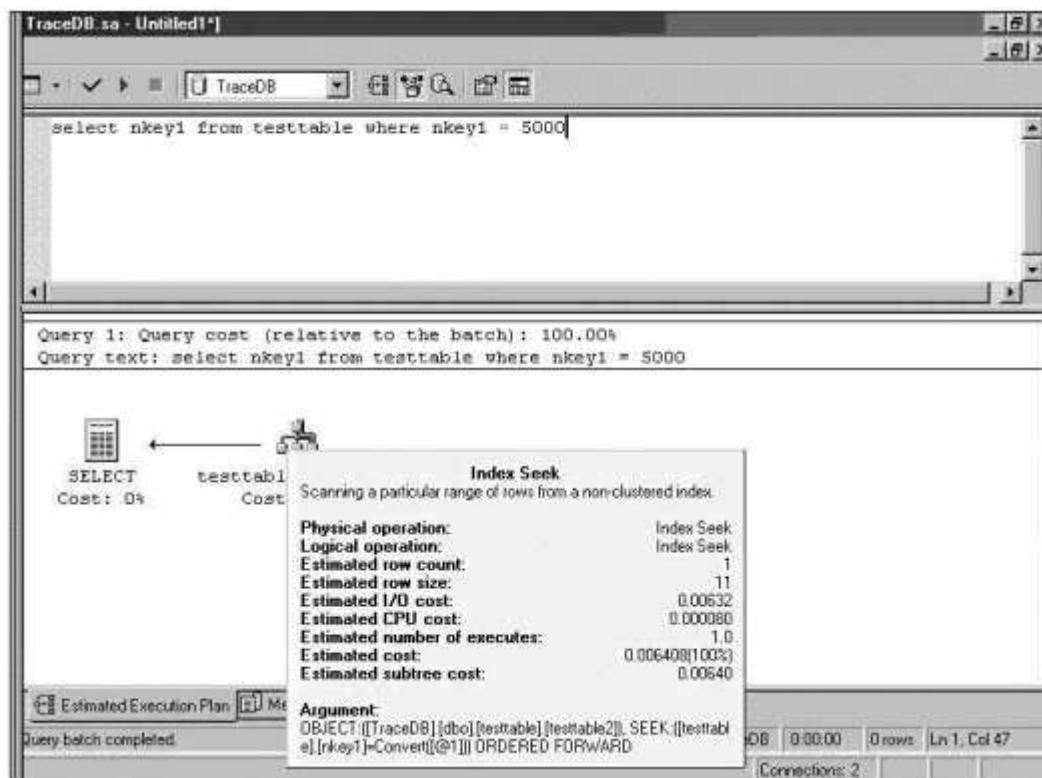 TraceDB.sa - Untitled1*]
TraceDB
select nkey1 from testtable where nkey1 = 5000
Query 1: Query cost (relative to the batch): 100.00%
Query text: select nkey1 from testtable where nkey1 = 5000
SELECT
Cost: 0%
testtabl
Cost
Index Seek
Scanning a particular range of rows from a non-clustered index.
Physical operation: Index Seek
Logical operation: Index Seek
Estimated row count: 1
Estimated row size: 11
Estimated I/O cost: 0.00632
Estimated CPU cost: 0.000080
Estimated number of executes: 1.0
Estimated cost: 0.006408(100%)
Estimated subtree cost: 0.00640
Argument:
OBJECT:([TraceDB].[dbo].[testtable].[testtable2]), SEEK:([testtabl
e].[nkey1]=Convert([@1])) ORDERED FORWARD
Estimated Execution Plan Me
Query batch completed. DB 0:00:00 0 rows Ln 1, Col 47
Connections: 2